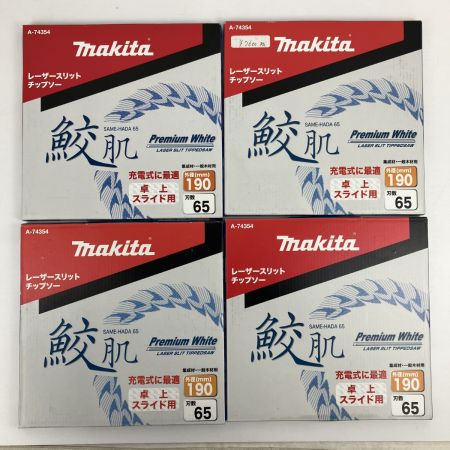 A-74354
makita
レーザースリット
チップソー
SAME-HADA 65
鮫肌
Premium White
LASER SLIT TIPPEDSAW
集成材・一般木材用
充電式に最適
卓上
スライド用
外径(mm)
190
刃数
65
A-74354
makita
レーザースリット
チップソー
SAME-HADA 65
鮫肌
Premium White
LASER SLIT TIPPEDSAW
集成材・一般木材用
充電式に最適
卓上
スライド用
外径(mm)
190
刃数
65
A-74354
makita
レーザースリット
チップソー
SAME-HADA 65
鮫肌
Premium White
LASER SLIT TIPPEDSAW
集成材・一般木材用
充電式に最適
卓上
スライド用
外径(mm)
190
刃数
65
A-74354
makita
レーザースリット
チップソー
SAME-HADA 65
鮫肌
Premium White
LASER SLIT TIPPEDSAW
集成材・一般木材用
充電式に最適
卓上
スライド用
外径(mm)
190
刃数
65